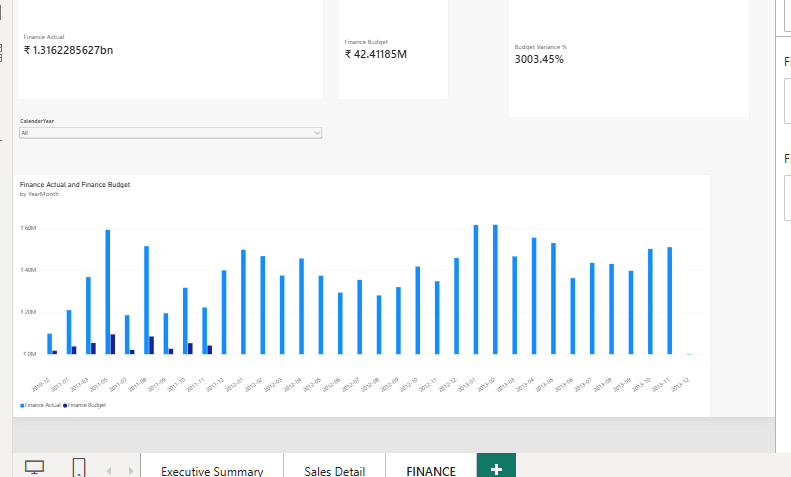 Finance Actual
₹ 1.3162285627bn
Finance Budget
₹ 42.41185M
Budget Variance %
3003.45%
CalendarYear
All
Finance Actual and Finance Budget
by YearMonth
₹ 60M
₹ 40M
₹ 20M
₹ 0M
2010-12 2011-01 2011-03 2011-05 2011-07 2011-08 2011-09 2011-10 2011-11 2012-01 2012-02 2012-03 2012-04 2012-05 2012-06 2012-07 2012-08 2012-09 2012-10 2012-11 2012-12 2013-01 2013-02 2013-03 2013-04 2013-05 2013-06 2013-07 2013-08 2013-09 2013-10 2013-11 2013-12
Finance Actual Finance Budget
Executive Summary Sales Detail FINANCE